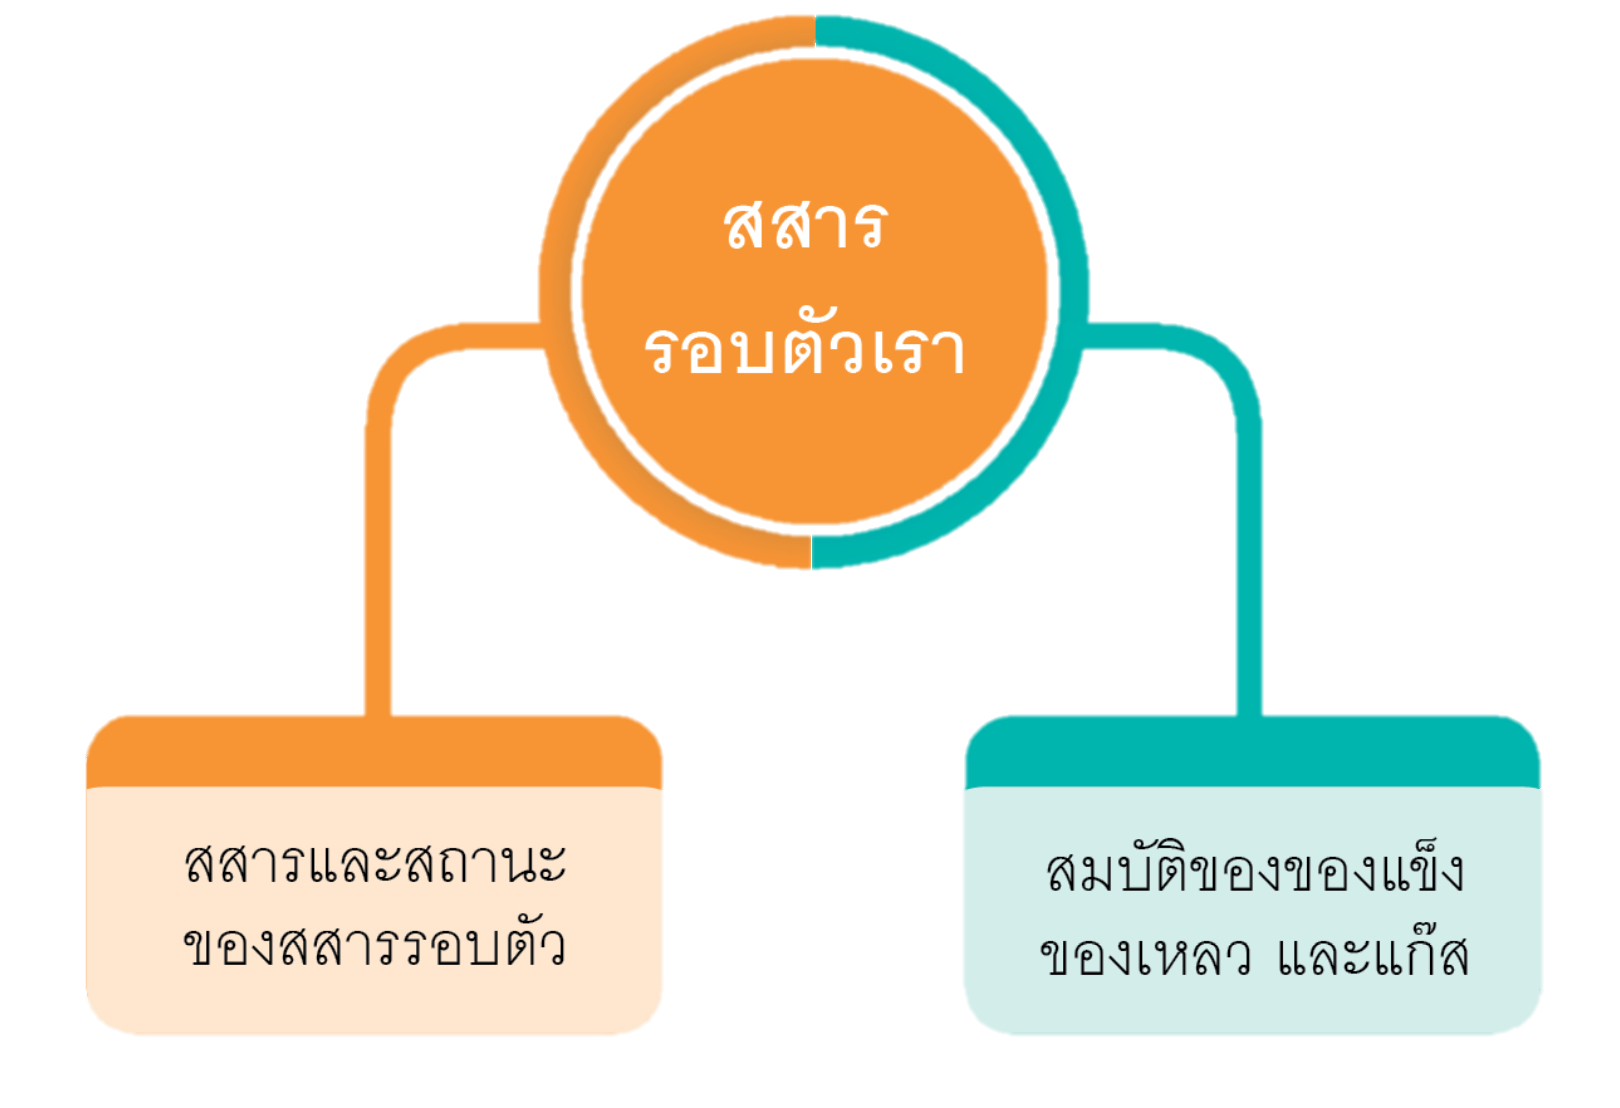 สสาร
รอบตัวเรา
สสารและสถานะ
ของสสารรอบตัว
สมบัติของของแข็ง
ของเหลว และแก๊ส